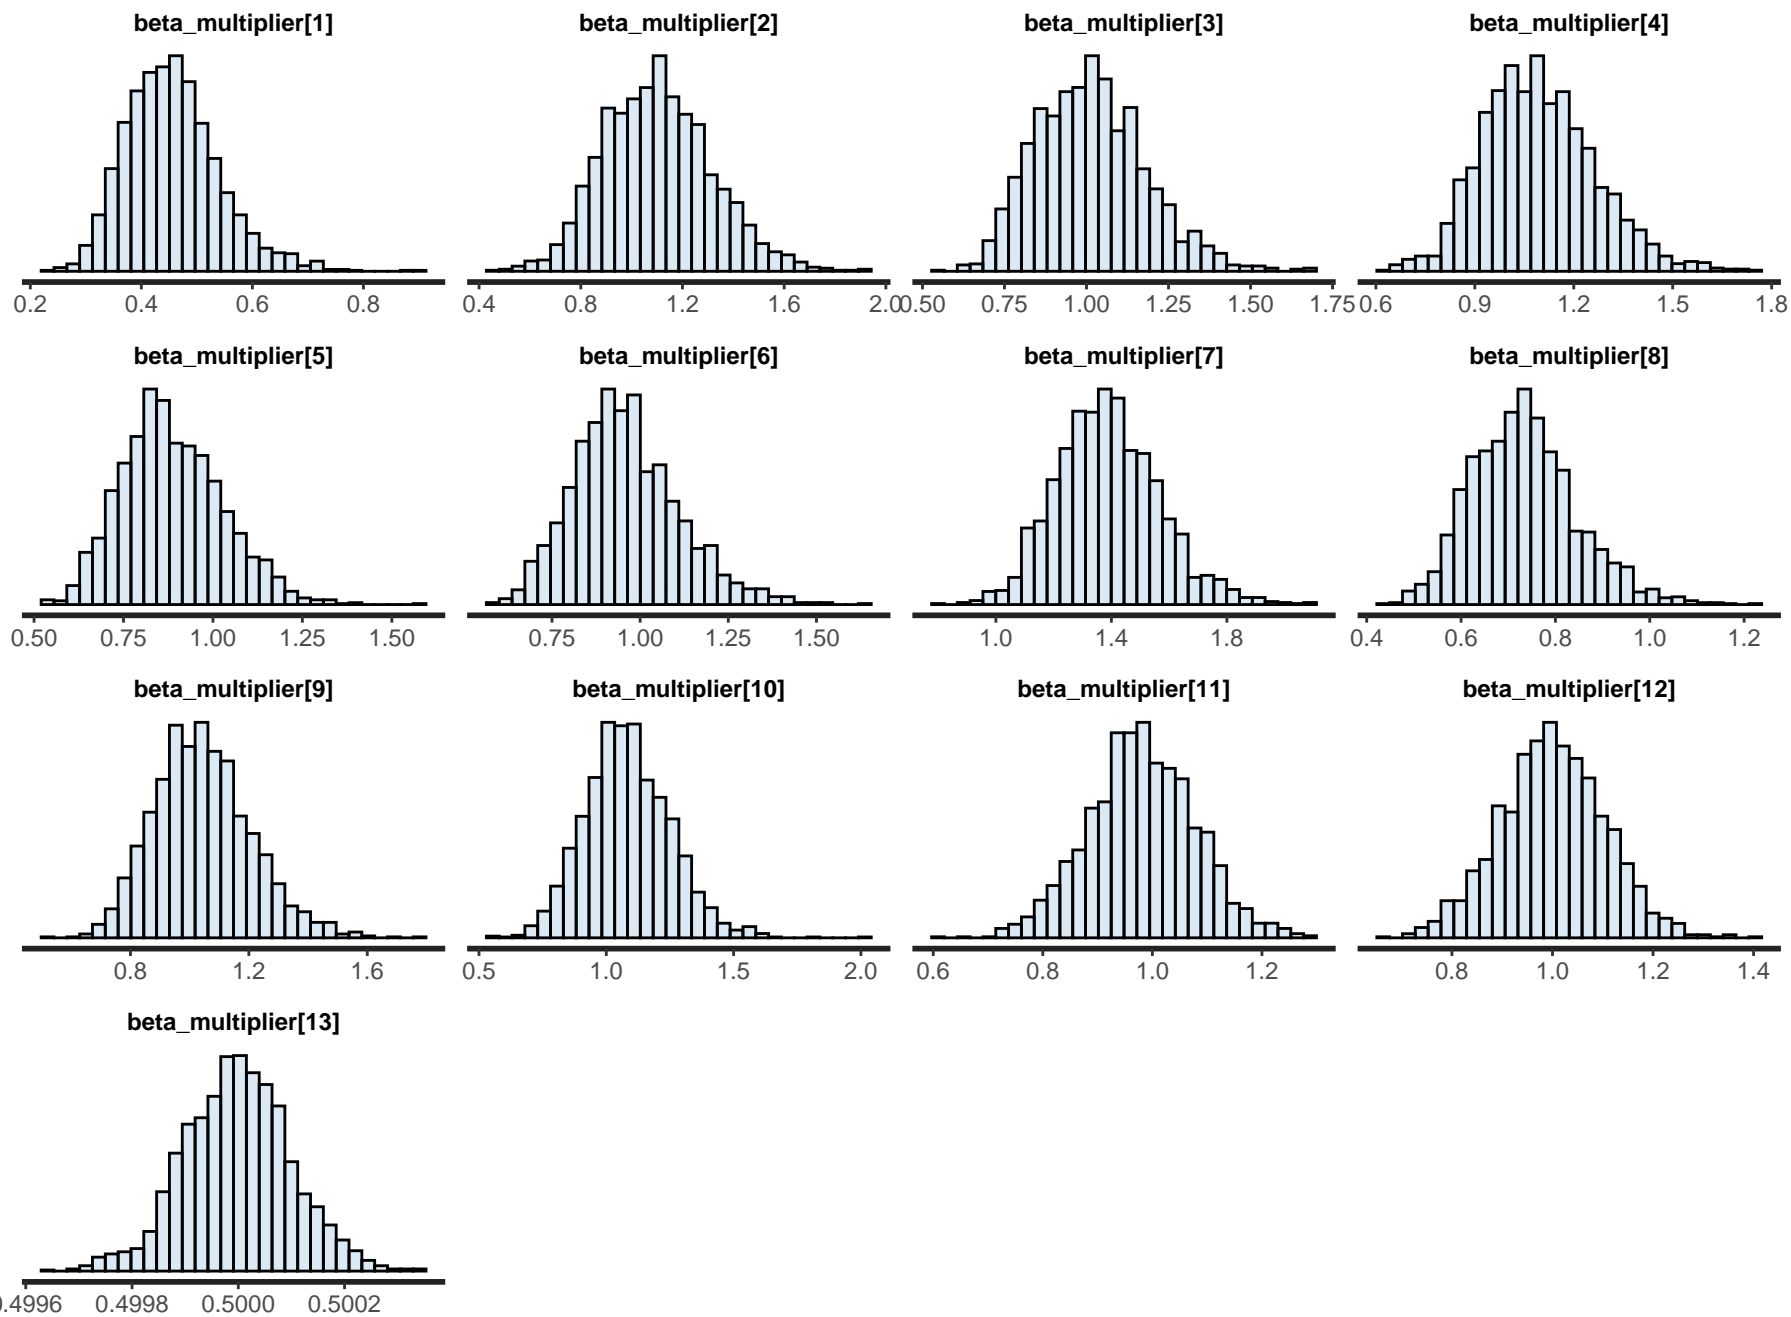 beta_multiplier[1] beta_multiplier[2] beta_multiplier[3] beta_multiplier[4]
0.2 0.4 0.6 0.8 0.4 0.8 1.2 1.6 2.0 0.50 0.75 1.00 1.25 1.50 1.75 0.6 0.9 1.2 1.5 1.8
beta_multiplier[5] beta_multiplier[6] beta_multiplier[7] beta_multiplier[8]
0.50 0.75 1.00 1.25 1.50 0.75 1.00 1.25 1.50 1.0 1.4 1.8 0.4 0.6 0.8 1.0 1.2
beta_multiplier[9] beta_multiplier[10] beta_multiplier[11] beta_multiplier[12]
0.8 1.2 1.6 0.5 1.0 1.5 2.0 0.6 0.8 1.0 1.2 0.8 1.0 1.2 1.4
beta_multiplier[13]
0.4996 0.4998 0.5000 0.5002